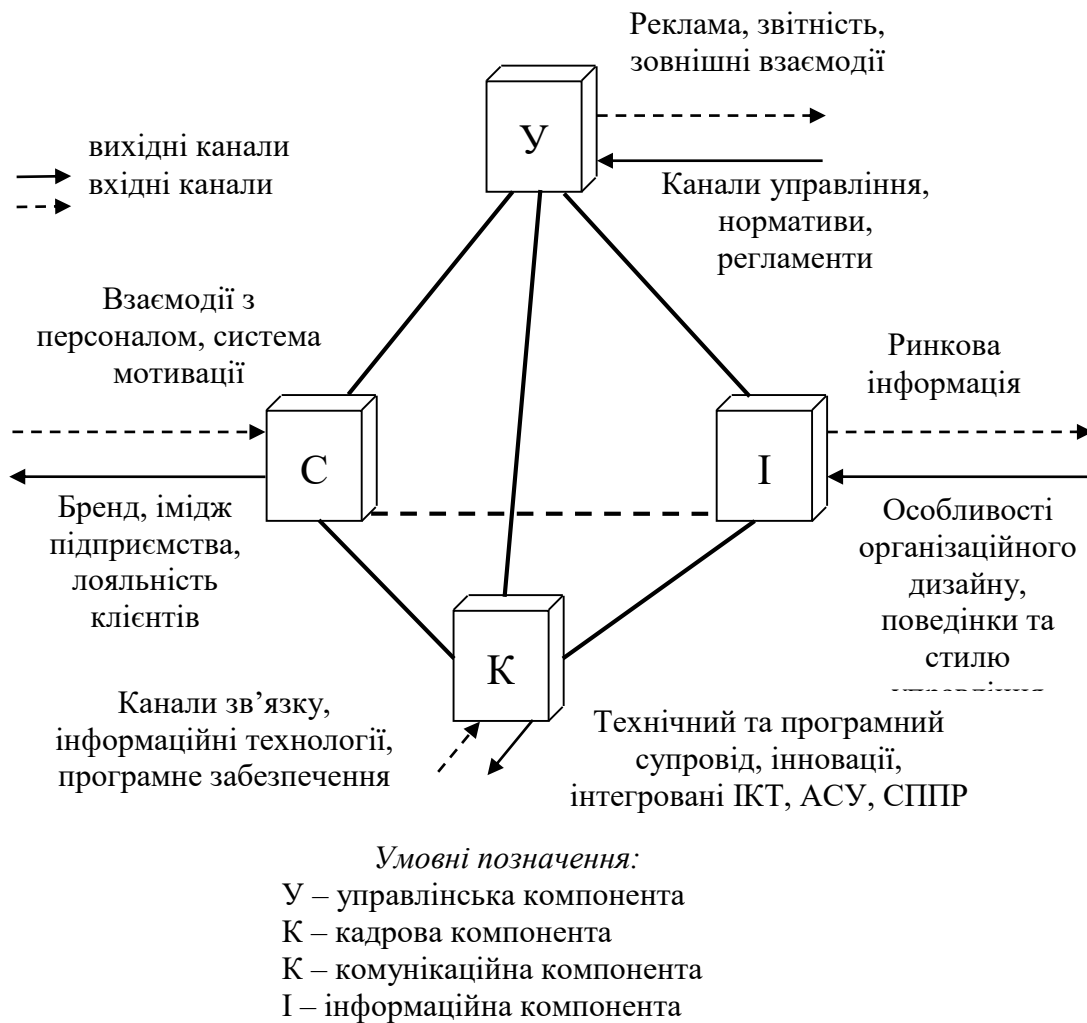 Реклама, звітність,
зовнішні взаємодії
У
вихідні канали
вхідні канали
Канали управління,
нормативи,
регламенти
Взаємодії з
персоналом, система
мотивації
Ринкова
інформація
С
І
Бренд, імідж
підприємства,
лояльність
клієнтів
Особливості
організаційного
дизайну,
поведінки та
стилю
управління
К
Канали зв’язку,
інформаційні технології,
програмне забезпечення
Технічний та програмний
супровід, інновації,
інтегровані ІКТ, АСУ, СППР
Умовні позначення:
У – управлінська компонента
К – кадрова компонента
К – комунікаційна компонента
І – інформаційна компонента